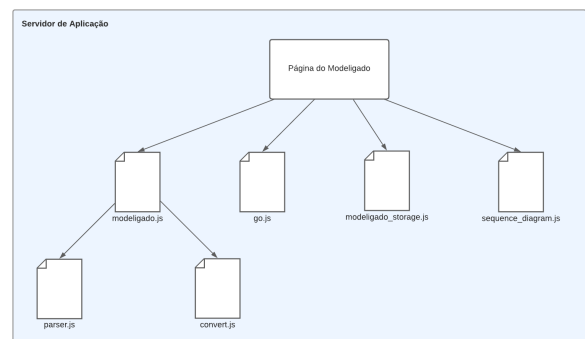 Servidor de Aplicação
Página do Modeligado
modeligado.js
go.js
modeligado_storage.js
sequence_diagram.js
parser.js
convert.js